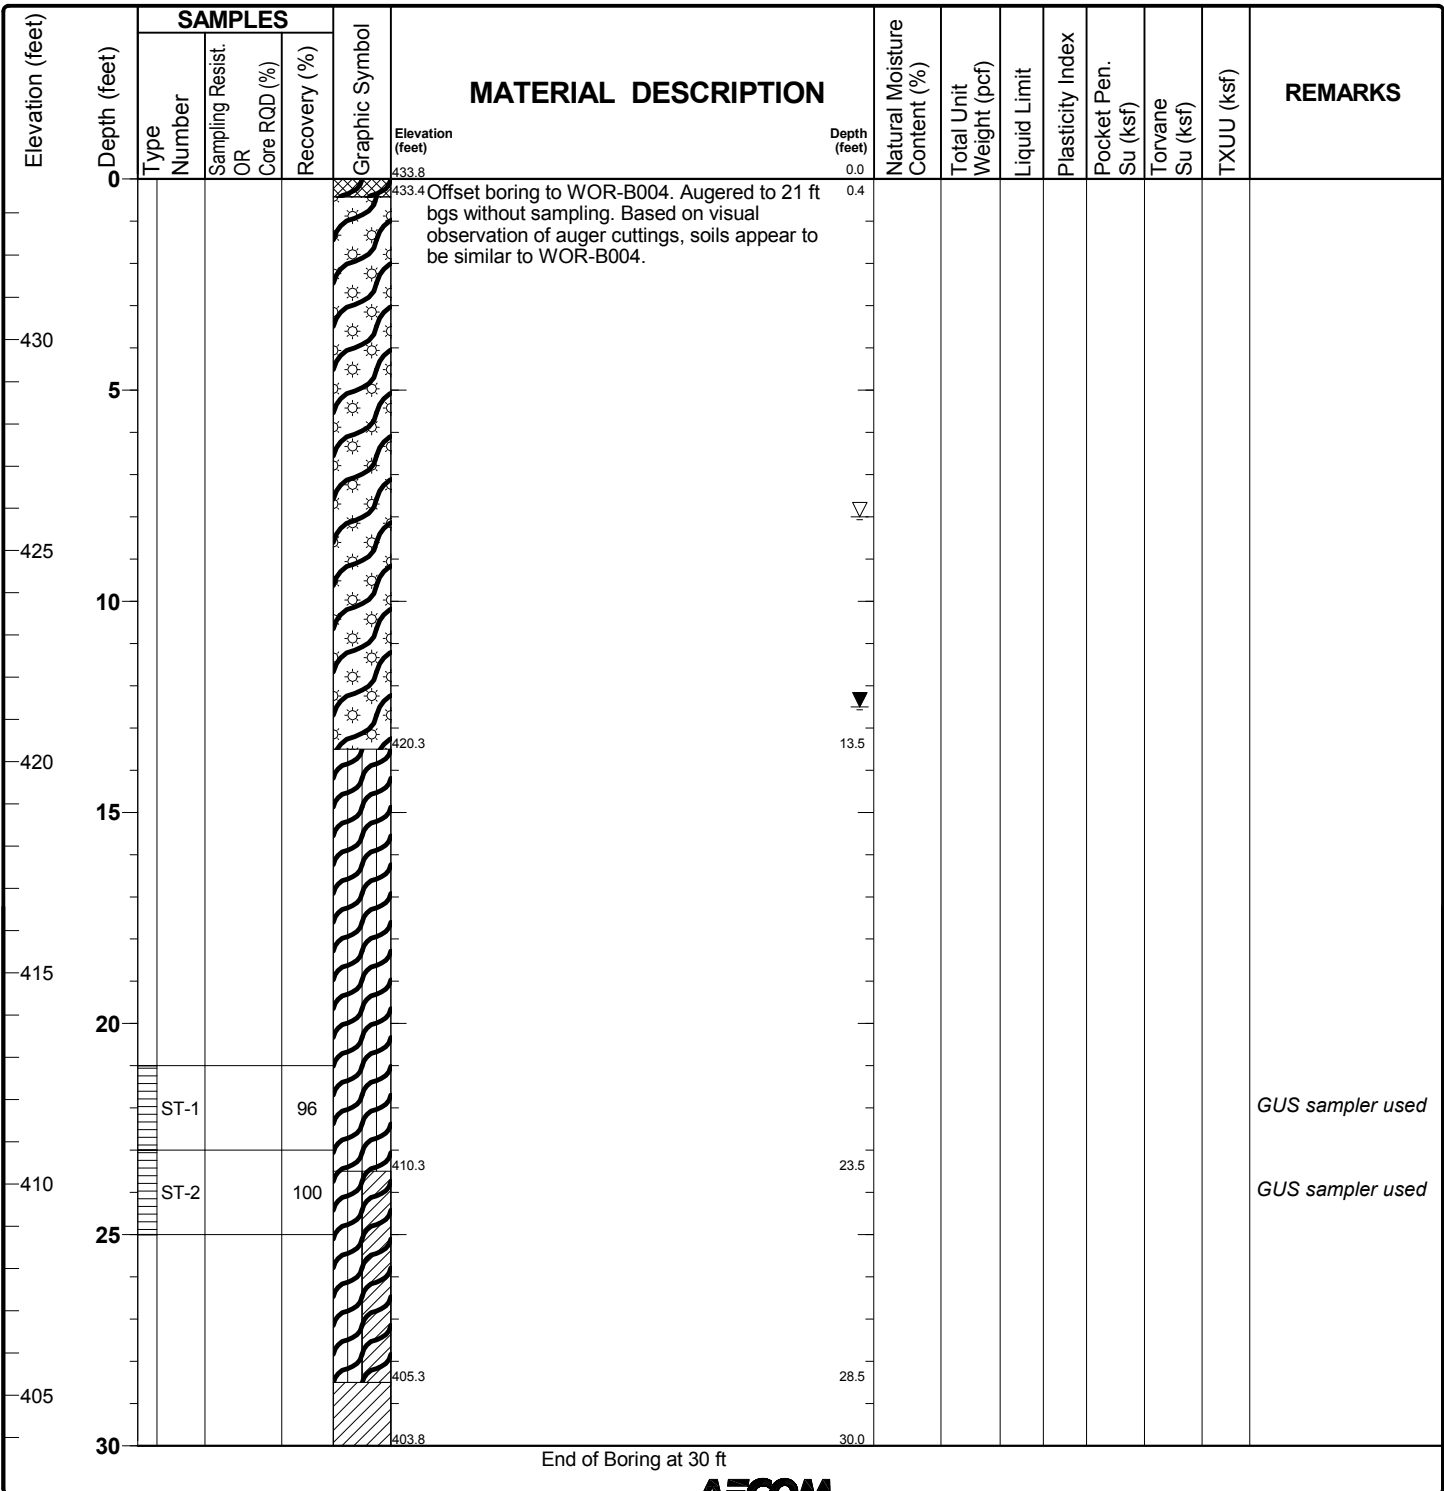 Elevation (feet)
Depth (feet)
SAMPLES
Type
Number
Sampling Resist.
OR
Core RQD (%)
Recovery (%)
Graphic Symbol
MATERIAL DESCRIPTION
Elevation
(feet)
Depth
(feet)
Natural Moisture
Content (%)
Total Unit
Weight (pcf)
Liquid Limit
Plasticity Index
Pocket Pen.
Su (ksf)
Torvane
Su (ksf)
TXUU (ksf)
REMARKS
433.8
0.0
0
433.4
0.4
Offset boring to WOR-B004. Augered to 21 ft
bgs without sampling. Based on visual
observation of auger cuttings, soils appear to
be similar to WOR-B004.
430
5
425
10
420.3
13.5
420
15
415
20
ST-1
96
GUS sampler used
410.3
23.5
410
ST-2
100
GUS sampler used
25
405.3
28.5
405
403.8
30.0
30
End of Boring at 30 ft
AECOM